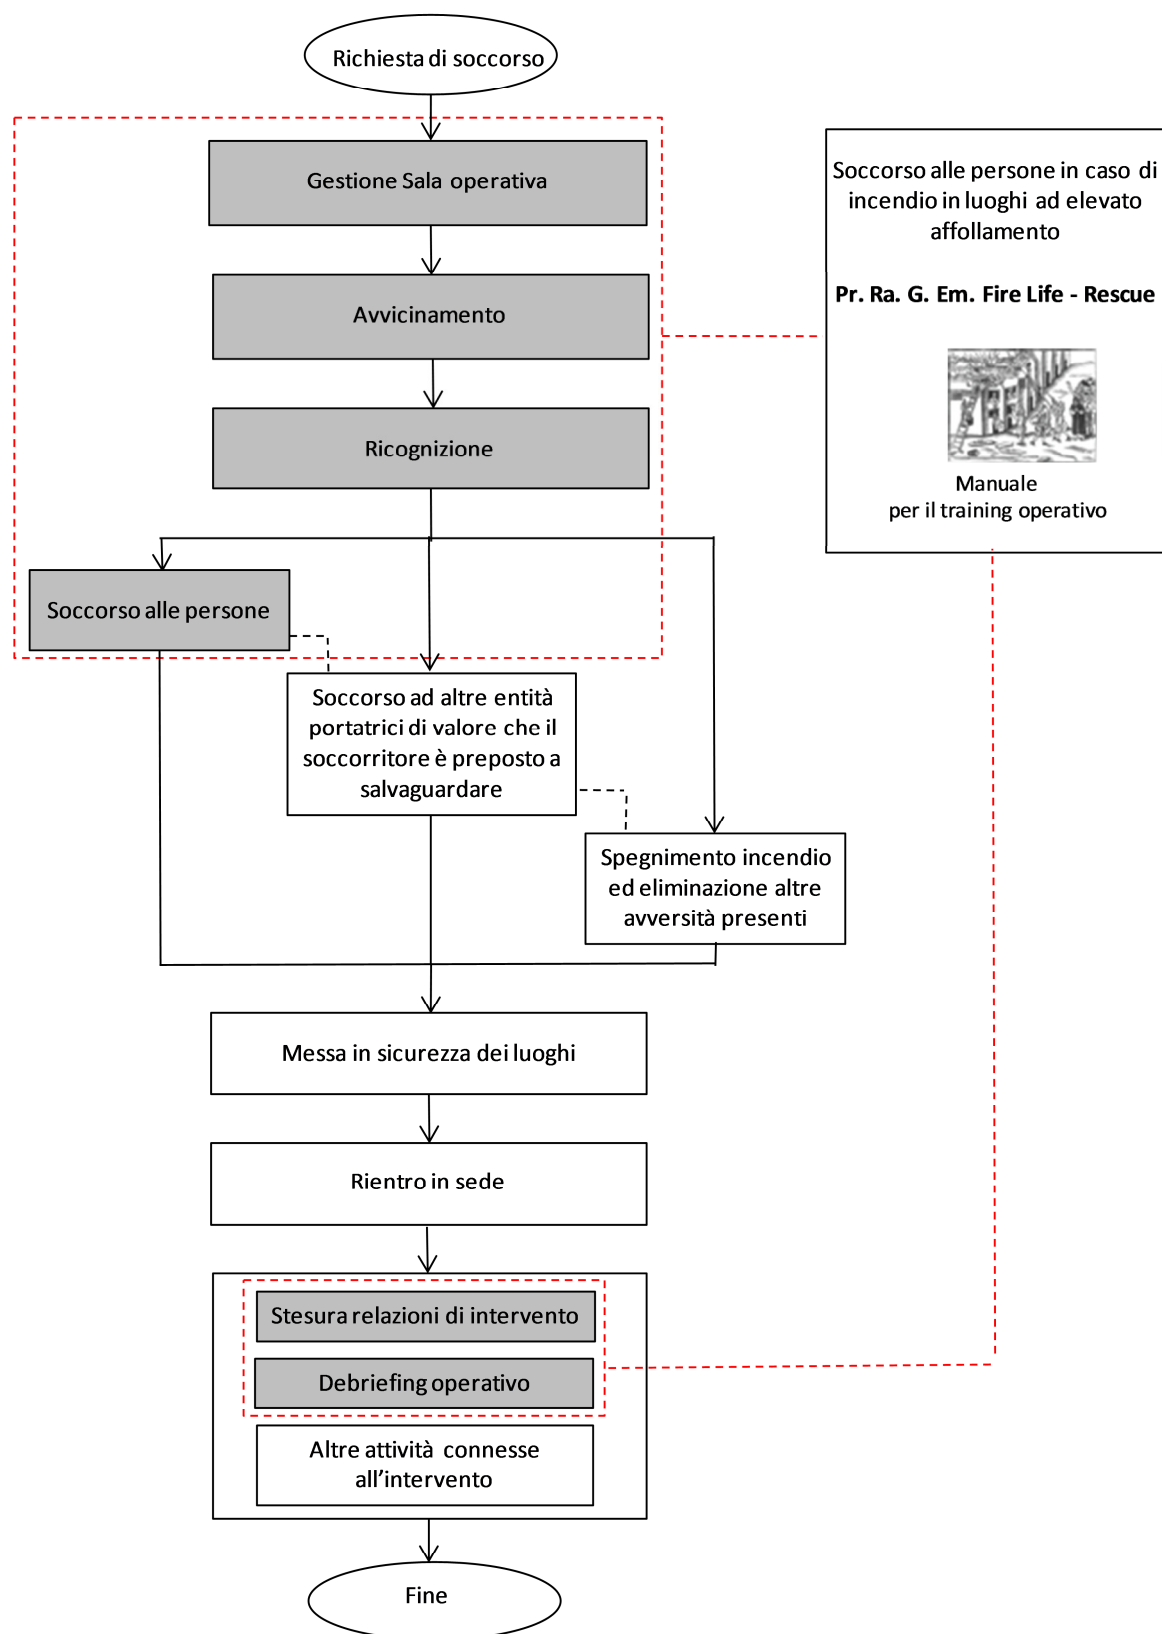 Richiesta di soccorso
Gestione Sala operativa
Avvicinamento
Ricognizione
Soccorso alle persone in caso di
incendio in luoghi ad elevato
affollamento
Pr. Ra. G. Em. Fire Life - Rescue
Manuale
per il training operativo
Soccorso alle persone
Soccorso ad altre entità
portatrici di valore che il
soccorritore è preposto a
salvaguardare
Spegnimento incendio
ed eliminazione altre
avversità presenti
Messa in sicurezza dei luoghi
Rientro in sede
Stesura relazioni di intervento
Debriefing operativo
Altre attività connesse
all’intervento
Fine